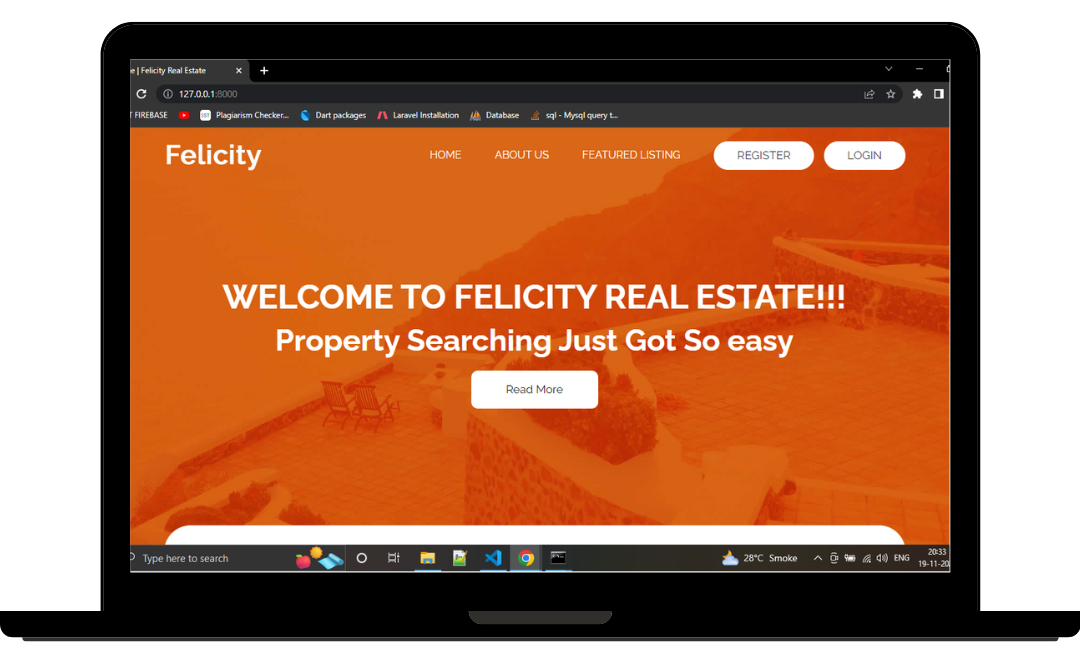 e | Felicity Real Estate
127.0.0.1:8000
T FIREBASE Plagiarism Checker... Dart packages Laravel Installation Database sql - Mysql query t...
Felicity HOME ABOUT US FEATURED LISTING REGISTER LOGIN
WELCOME TO FELICITY REAL ESTATE!!!
Property Searching Just Got So easy
Read More
Type here to search 28°C Smoke ENG 20:33
19-11-20